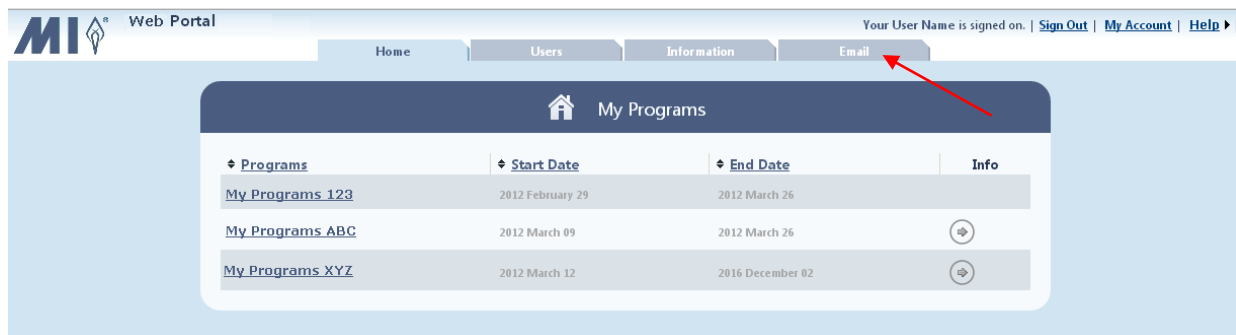 MI® Web Portal
Your User Name is signed on. | Sign Out | My Account | Help
Home Users Information Email
My Programs
Programs Start Date End Date Info
My Programs 123 2012 February 29 2012 March 26
My Programs ABC 2012 March 09 2012 March 26
My Programs XYZ 2012 March 12 2016 December 02